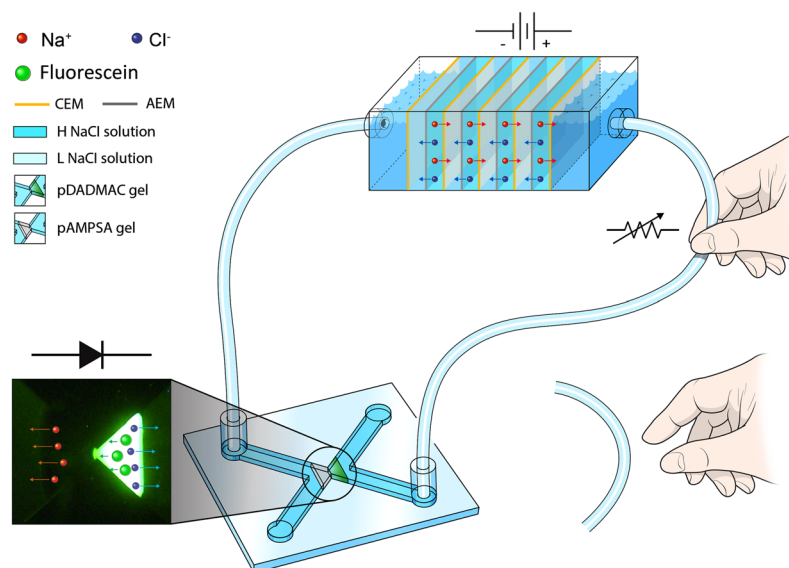 Na⁺ Cl⁻
Fluorescein
CEM AEM
H NaCl solution
L NaCl solution
pDADMAC gel
pAMPSA gel
- +